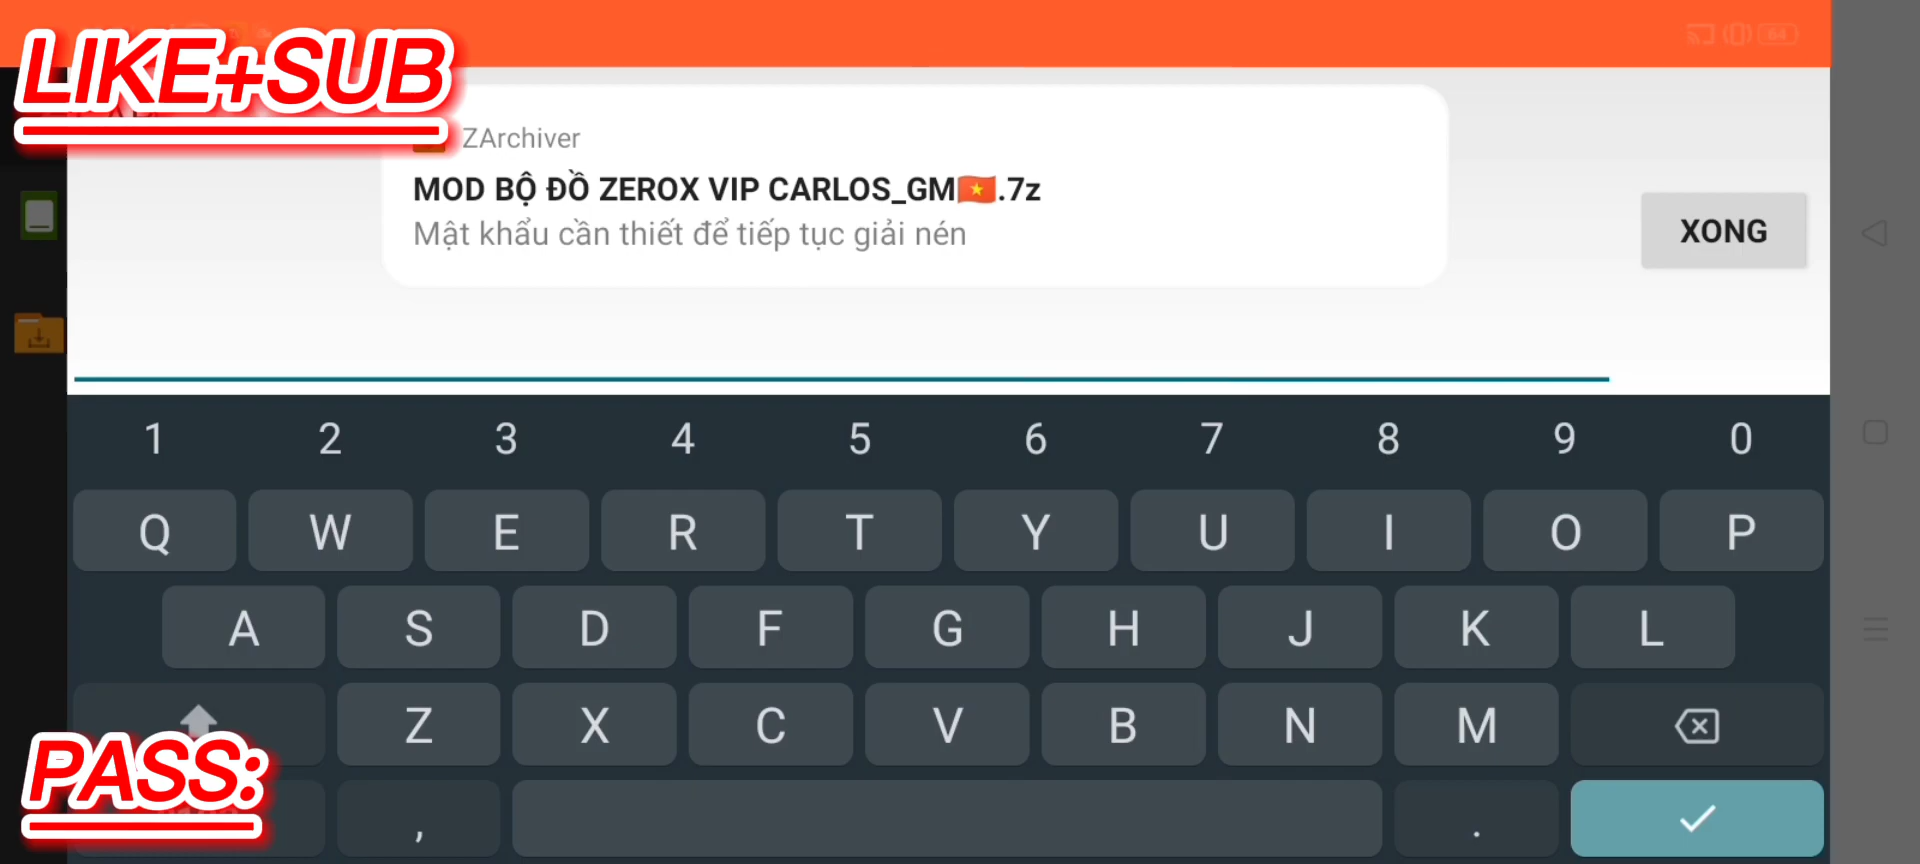 LIKE+SUB
ZArchiver
MOD BỘ ĐỒ ZEROX VIP CARLOS_GM🇻🇳.7z
Mật khẩu cần thiết để tiếp tục giải nén
XONG
1 2 3 4 5 6 7 8 9 0
Q W E R T Y U I O P
A S D F G H J K L
Z X C V B N M
PASS:
, .